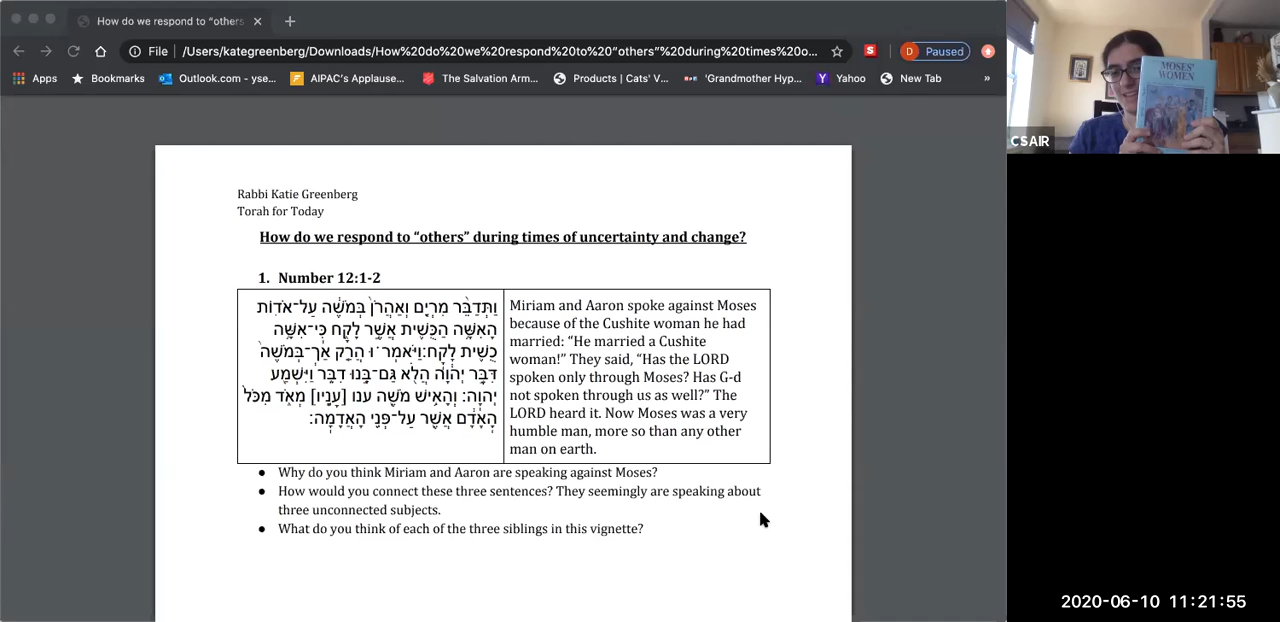 How do we respond to “others
File
/Users/kategreenberg/Downloads/How%20do%20we%20respond%20to%20“others”%20during%20times%20o...
S
D Paused
Apps
Bookmarks
Outlook.com - yse...
AIPAC's Applause...
The Salvation Arm...
Products | Cats' V...
'Grandmother Hyp...
Yahoo
New Tab
»
MOSES'
WOMEN
CSAIR
Rabbi Katie Greenberg
Torah for Today
How do we respond to “others” during times of uncertainty and change?
1. Number 12:1-2
וַתְּדַבֵּ֨ר מִרְיָ֤ם וְאַהֲרֹן֙ בְּמֹשֶׁ֔ה עַל־אֹד֛וֹת
הָאִשָּׁ֥ה הַכֻּשִׁ֖ית אֲשֶׁ֣ר לָקָ֑ח כִּֽי־אִשָּׁ֥ה
כֻשִׁ֖ית לָקָֽח׃וַיֹּאמְר֗וּ הֲרַ֤ק אַךְ־בְּמֹשֶׁה֙
דִּבֶּ֣ר יְהוָ֔ה הֲלֹ֖א גַּם־בָּ֣נוּ דִבֵּ֑ר וַיִּשְׁמַ֖ע
יְהוָֽה׃ וְהָאִ֥ישׁ מֹשֶׁ֖ה ענו [עָנָ֣יו] מְאֹ֑ד מִכֹּל֙
הָֽאָדָ֔ם אֲשֶׁ֖ר עַל־פְּנֵ֥י הָאֲדָמָֽה׃
Miriam and Aaron spoke against Moses
because of the Cushite woman he had
married: “He married a Cushite
woman!” They said, “Has the LORD
spoken only through Moses? Has G-d
not spoken through us as well?” The
LORD heard it. Now Moses was a very
humble man, more so than any other
man on earth.
● Why do you think Miriam and Aaron are speaking against Moses?
● How would you connect these three sentences? They seemingly are speaking about
three unconnected subjects.
● What do you think of each of the three siblings in this vignette?
2020-06-10 11:21:55